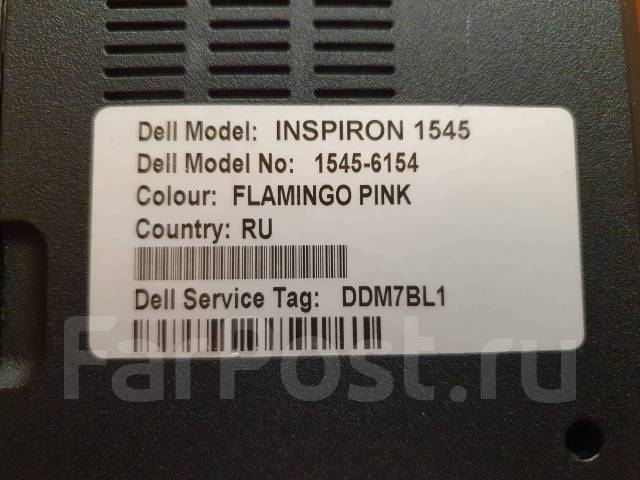 Dell Model: INSPIRON 1545
Dell Model No: 1545-6154
Colour: FLAMINGO PINK
Country: RU
Dell Service Tag: DDM7BL1
FarPost.ru